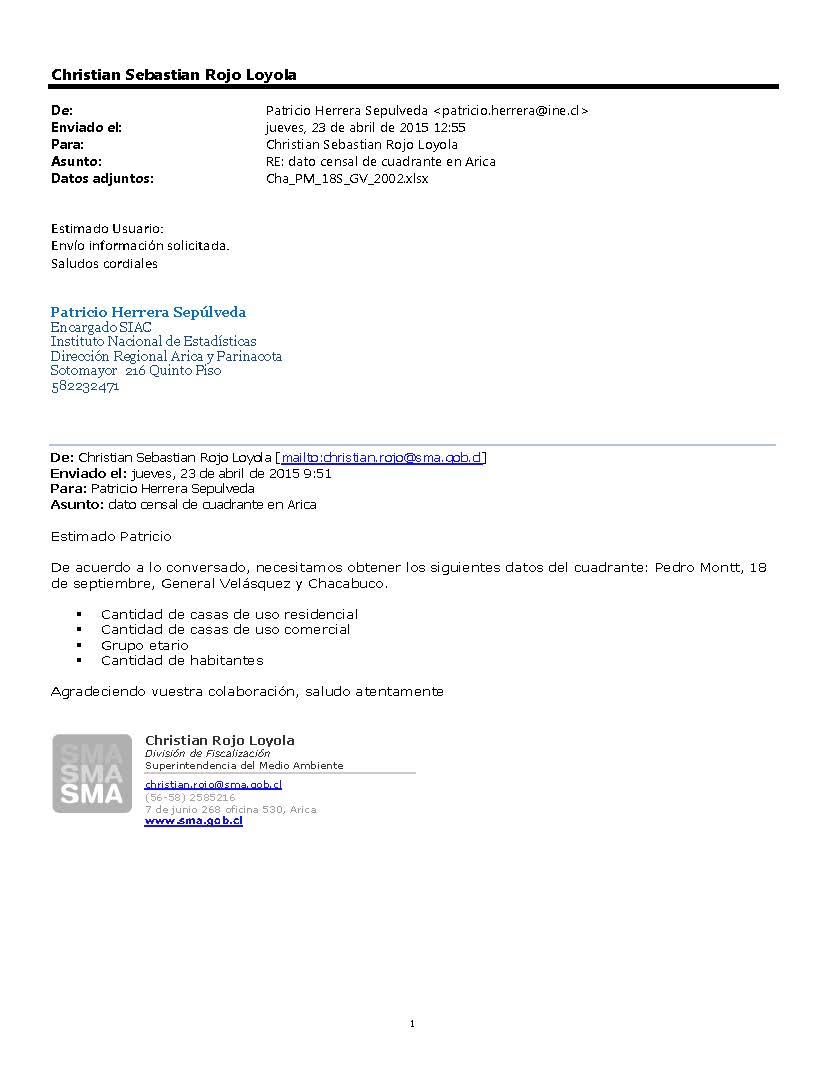 Christian Sebastian Rojo Loyola
De: Patricio Herrera Sepulveda <patricio.herrera@ine.cl>
Enviado el: jueves, 23 de abril de 2015 12:55
Para: Christian Sebastian Rojo Loyola
Asunto: RE: dato censal de cuadrante en Arica
Datos adjuntos: Cha_PM_18S_GV_2002.xlsx
Estimado Usuario:
Envío información solicitada.
Saludos cordiales
Patricio Herrera Sepúlveda
Encargado SIAC
Instituto Nacional de Estadísticas
Dirección Regional Arica y Parinacota
Sotomayor 216 Quinto Piso
582232471
De: Christian Sebastian Rojo Loyola [mailto:christian.rojo@sma.gob.cl]
Enviado el: jueves, 23 de abril de 2015 9:51
Para: Patricio Herrera Sepulveda
Asunto: dato censal de cuadrante en Arica
Estimado Patricio
De acuerdo a lo conversado, necesitamos obtener los siguientes datos del cuadrante: Pedro Montt, 18
de septiembre, General Velásquez y Chacabuco.
▪ Cantidad de casas de uso residencial
▪ Cantidad de casas de uso comercial
▪ Grupo etario
▪ Cantidad de habitantes
Agradeciendo vuestra colaboración, saludo atentamente
SMA
SMA
SMA
Christian Rojo Loyola
División de Fiscalización
Superintendencia del Medio Ambiente
christian.rojo@sma.gob.cl
(56-58) 2585216
7 de junio 268 oficina 530, Arica
www.sma.gob.cl
1